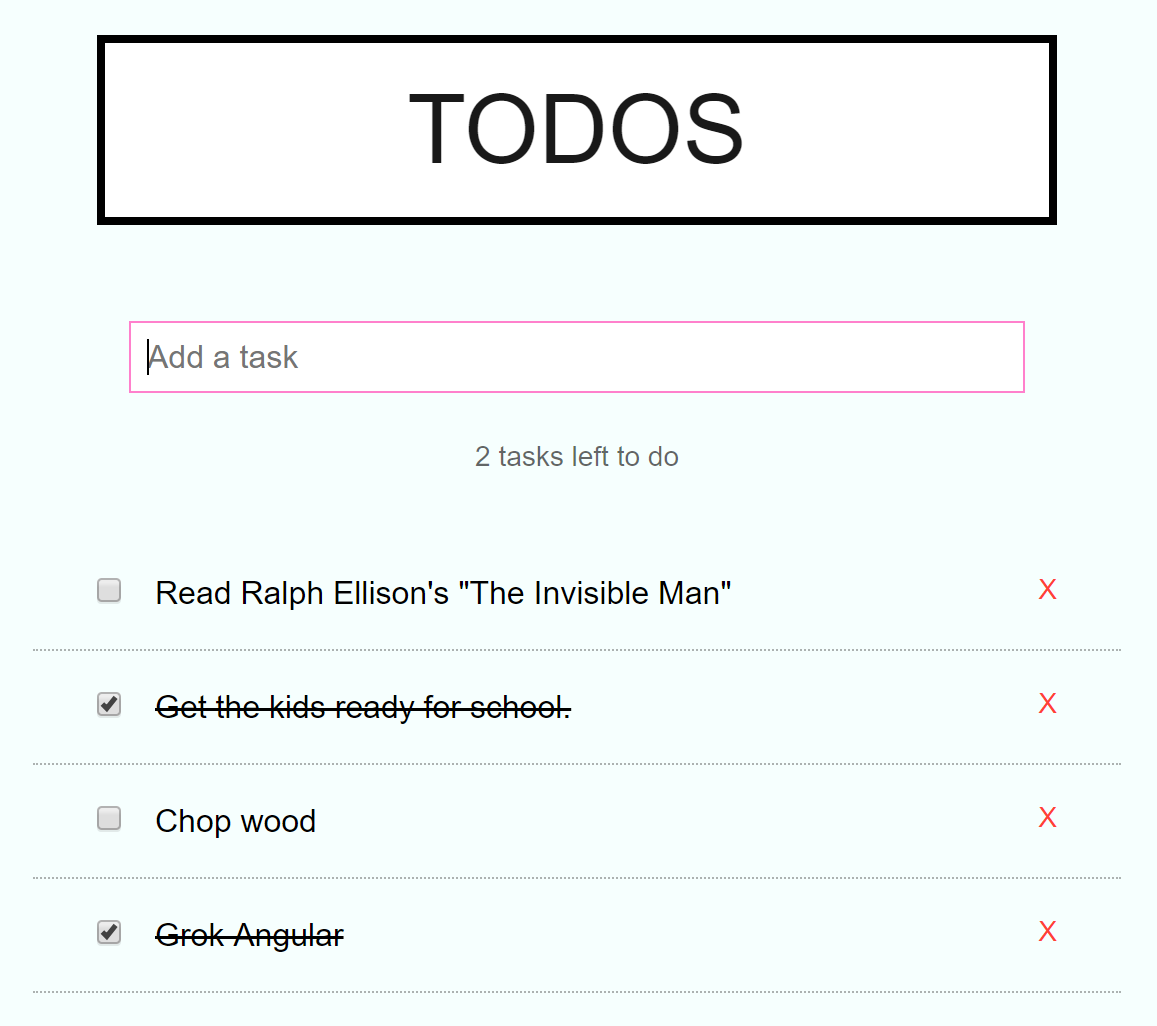 TODOS
Add a task
2 tasks left to do
Read Ralph Ellison's "The Invisible Man" X
Get the kids ready for school. X
Chop wood X
Grok Angular X